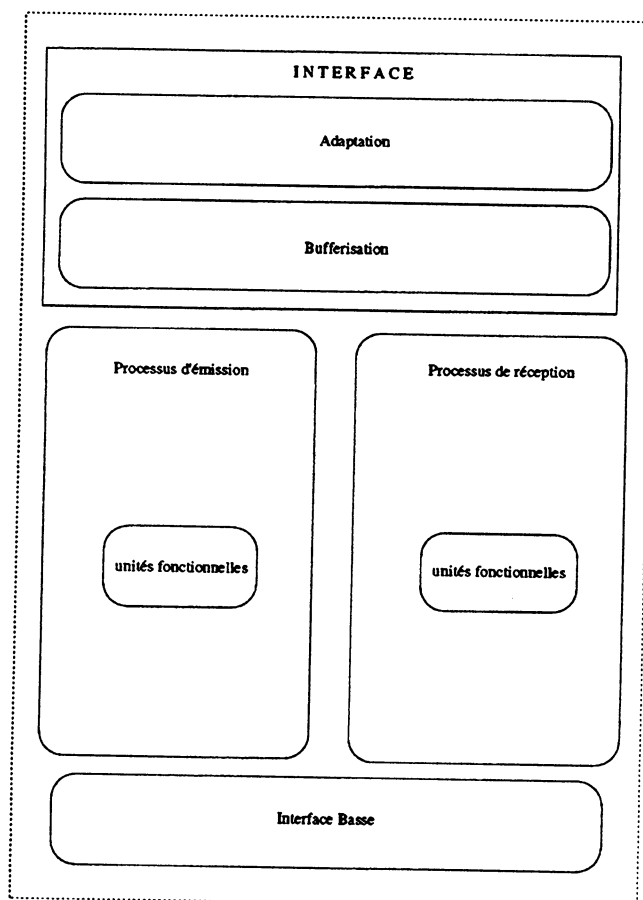 INTERFACE
Adaptation
Bufferisation
Processus d'émission
Processus de réception
unités fonctionnelles
unités fonctionnelles
Interface Basse